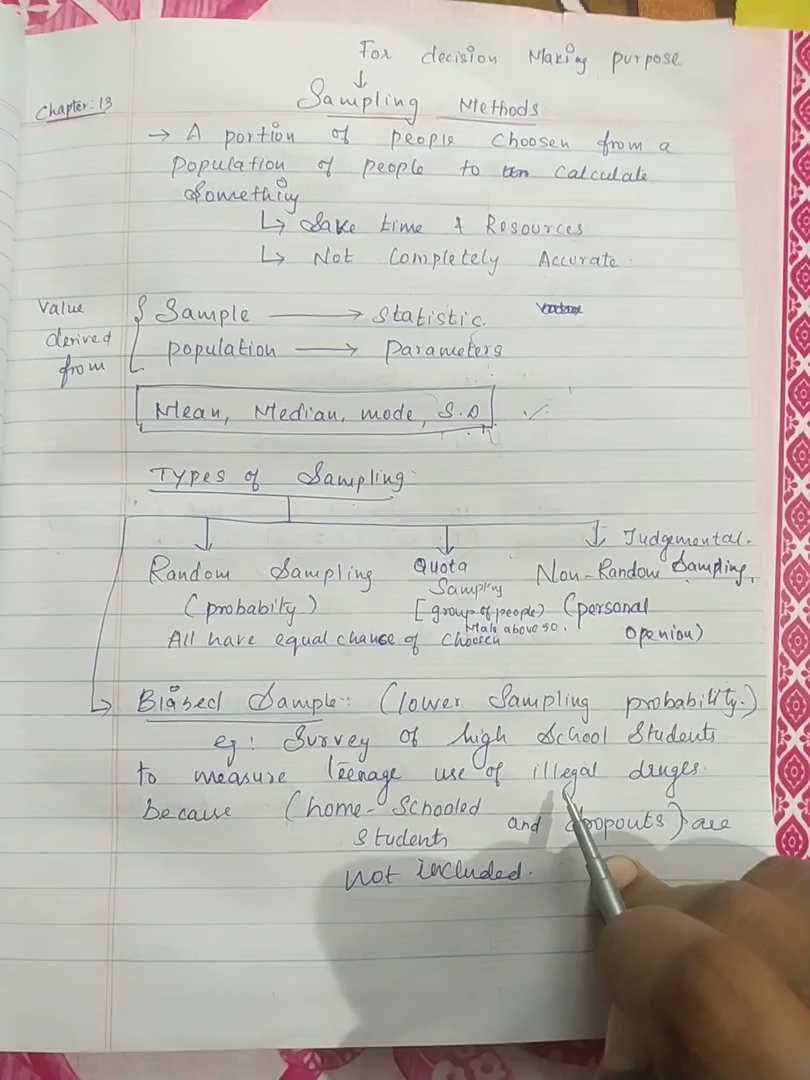 For decision Making purpose
↓
Chapter: 13
Sampling Methods
→ A portion of people choosen from a
population of people to calculate
Somethig
↳ Save time & Resources
↳ Not Completely Accurate.
Value derived from
Sample → Statistic.
population → parameters
Mean, Median, mode, S.D
Types of Sampling
Random Sampling
(probabity)
All have equal chance of Choosen
Quota
Sampling
[group of people)
Male above 50.
Judgemental.
Non-Random Sampling.
(personal
openion)
Biased Sample:: (lower Sampling probability.)
eg: Survey of high School Students
to measure teenage use of illegal druges.
because (home-Schooled
Students and dropouts) are
not included.